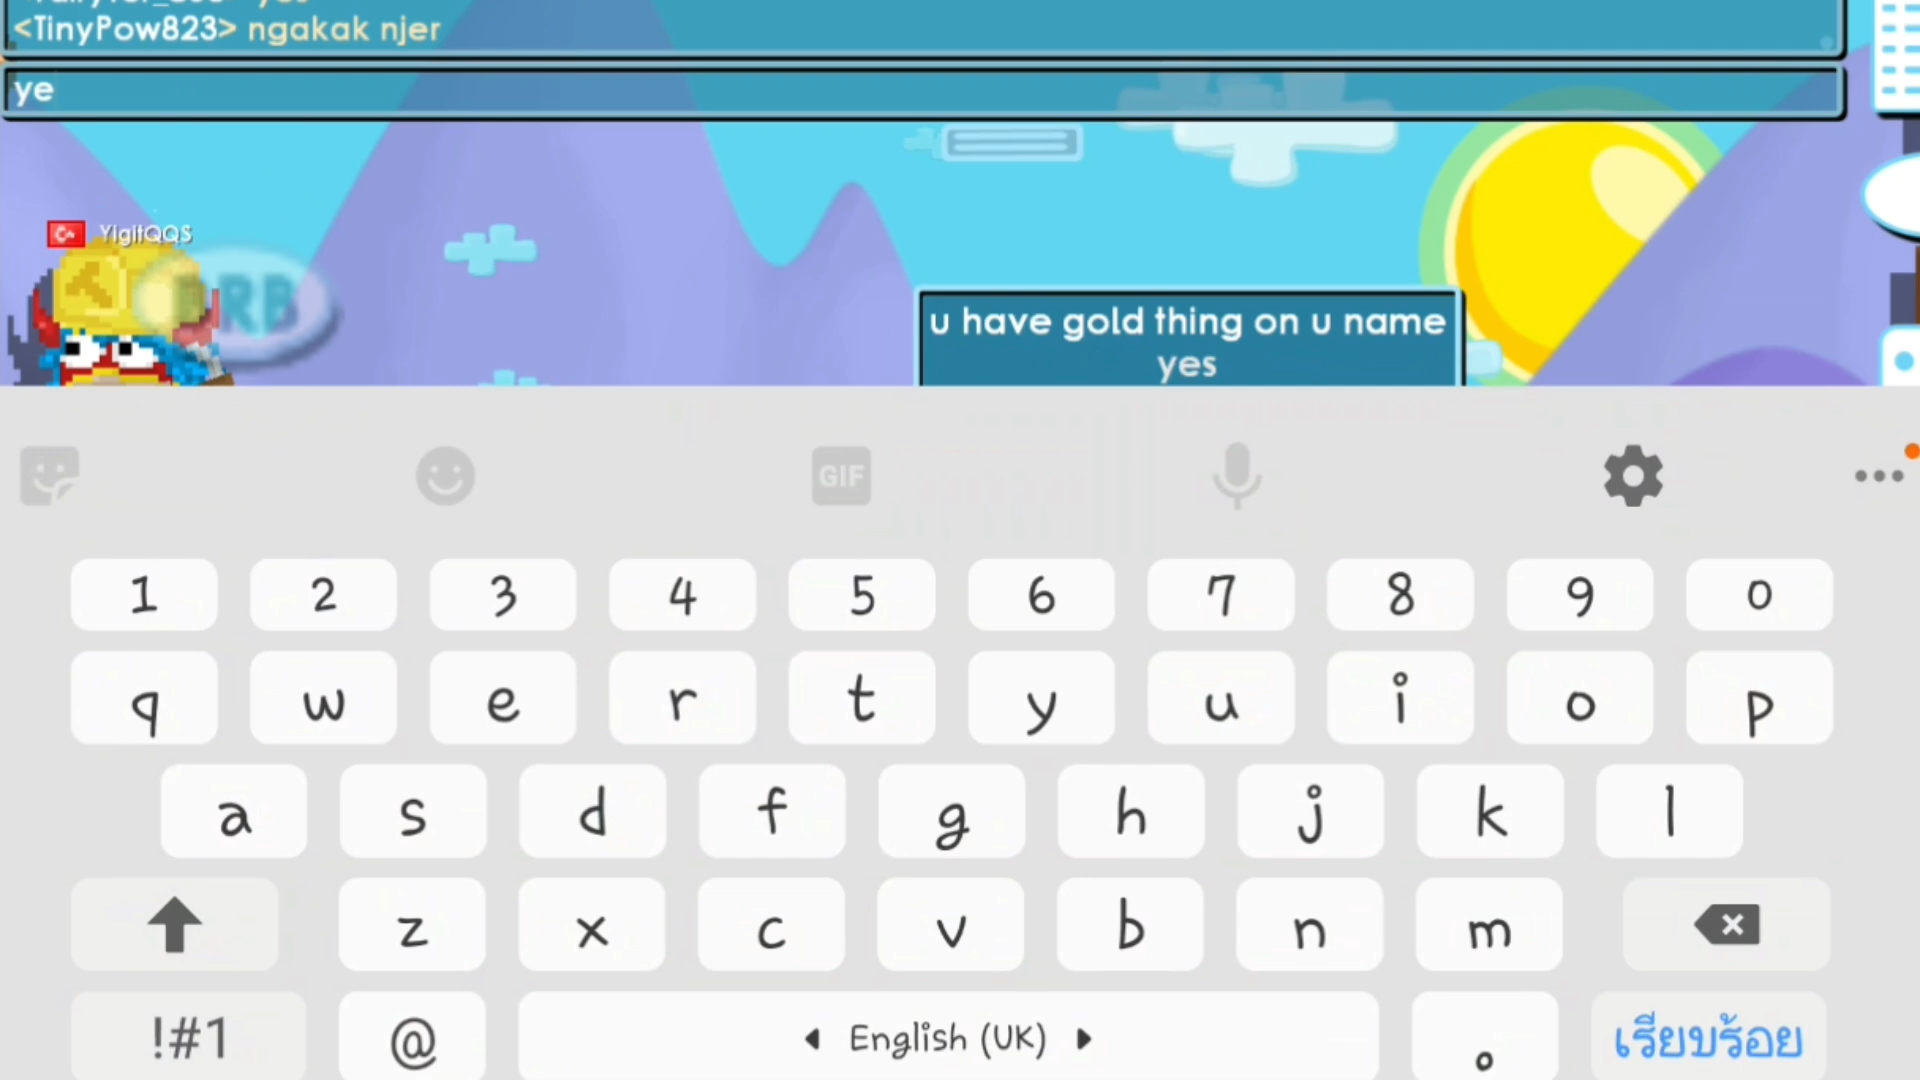 <TinyPow823> ngakak njer
ye
YigitQQS
BRB
u have gold thing on u name
yes
GIF
1 2 3 4 5 6 7 8 9 0
q w e r t y u i o p
a s d f g h j k l
z x c v b n m
!#1 @ English (UK) . เรียบร้อย